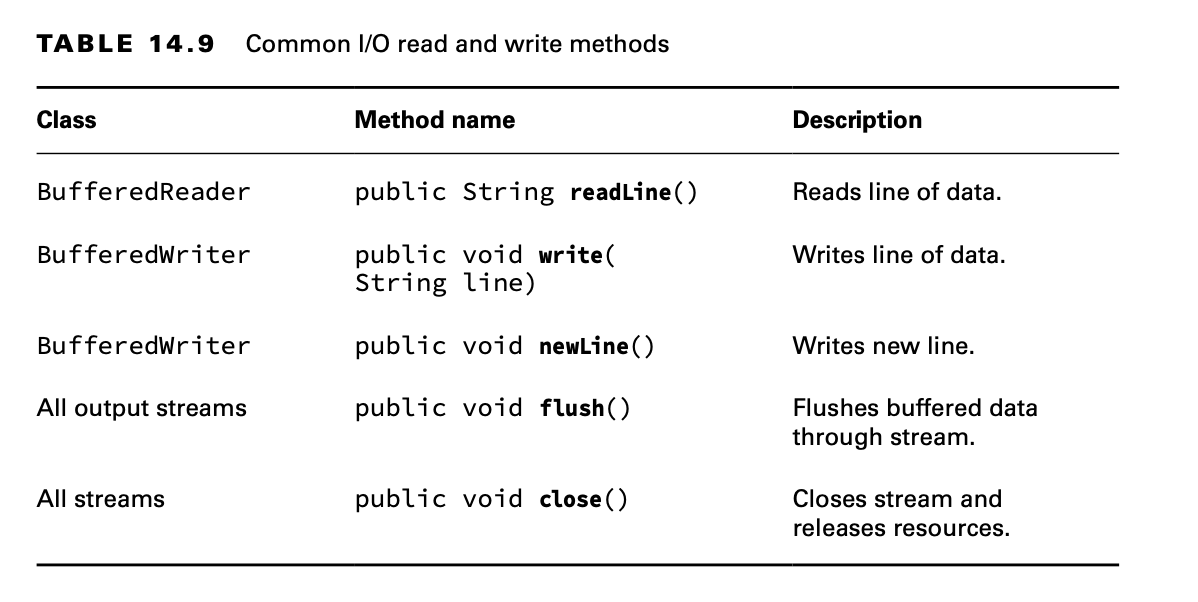 TABLE 14.9 Common I/O read and write methods
Class Method name Description
BufferedReader public String readLine() Reads line of data.
BufferedWriter public void write( Writes line of data.
String line)
BufferedWriter public void newLine() Writes new line.
All output streams public void flush() Flushes buffered data
through stream.
All streams public void close() Closes stream and
releases resources.